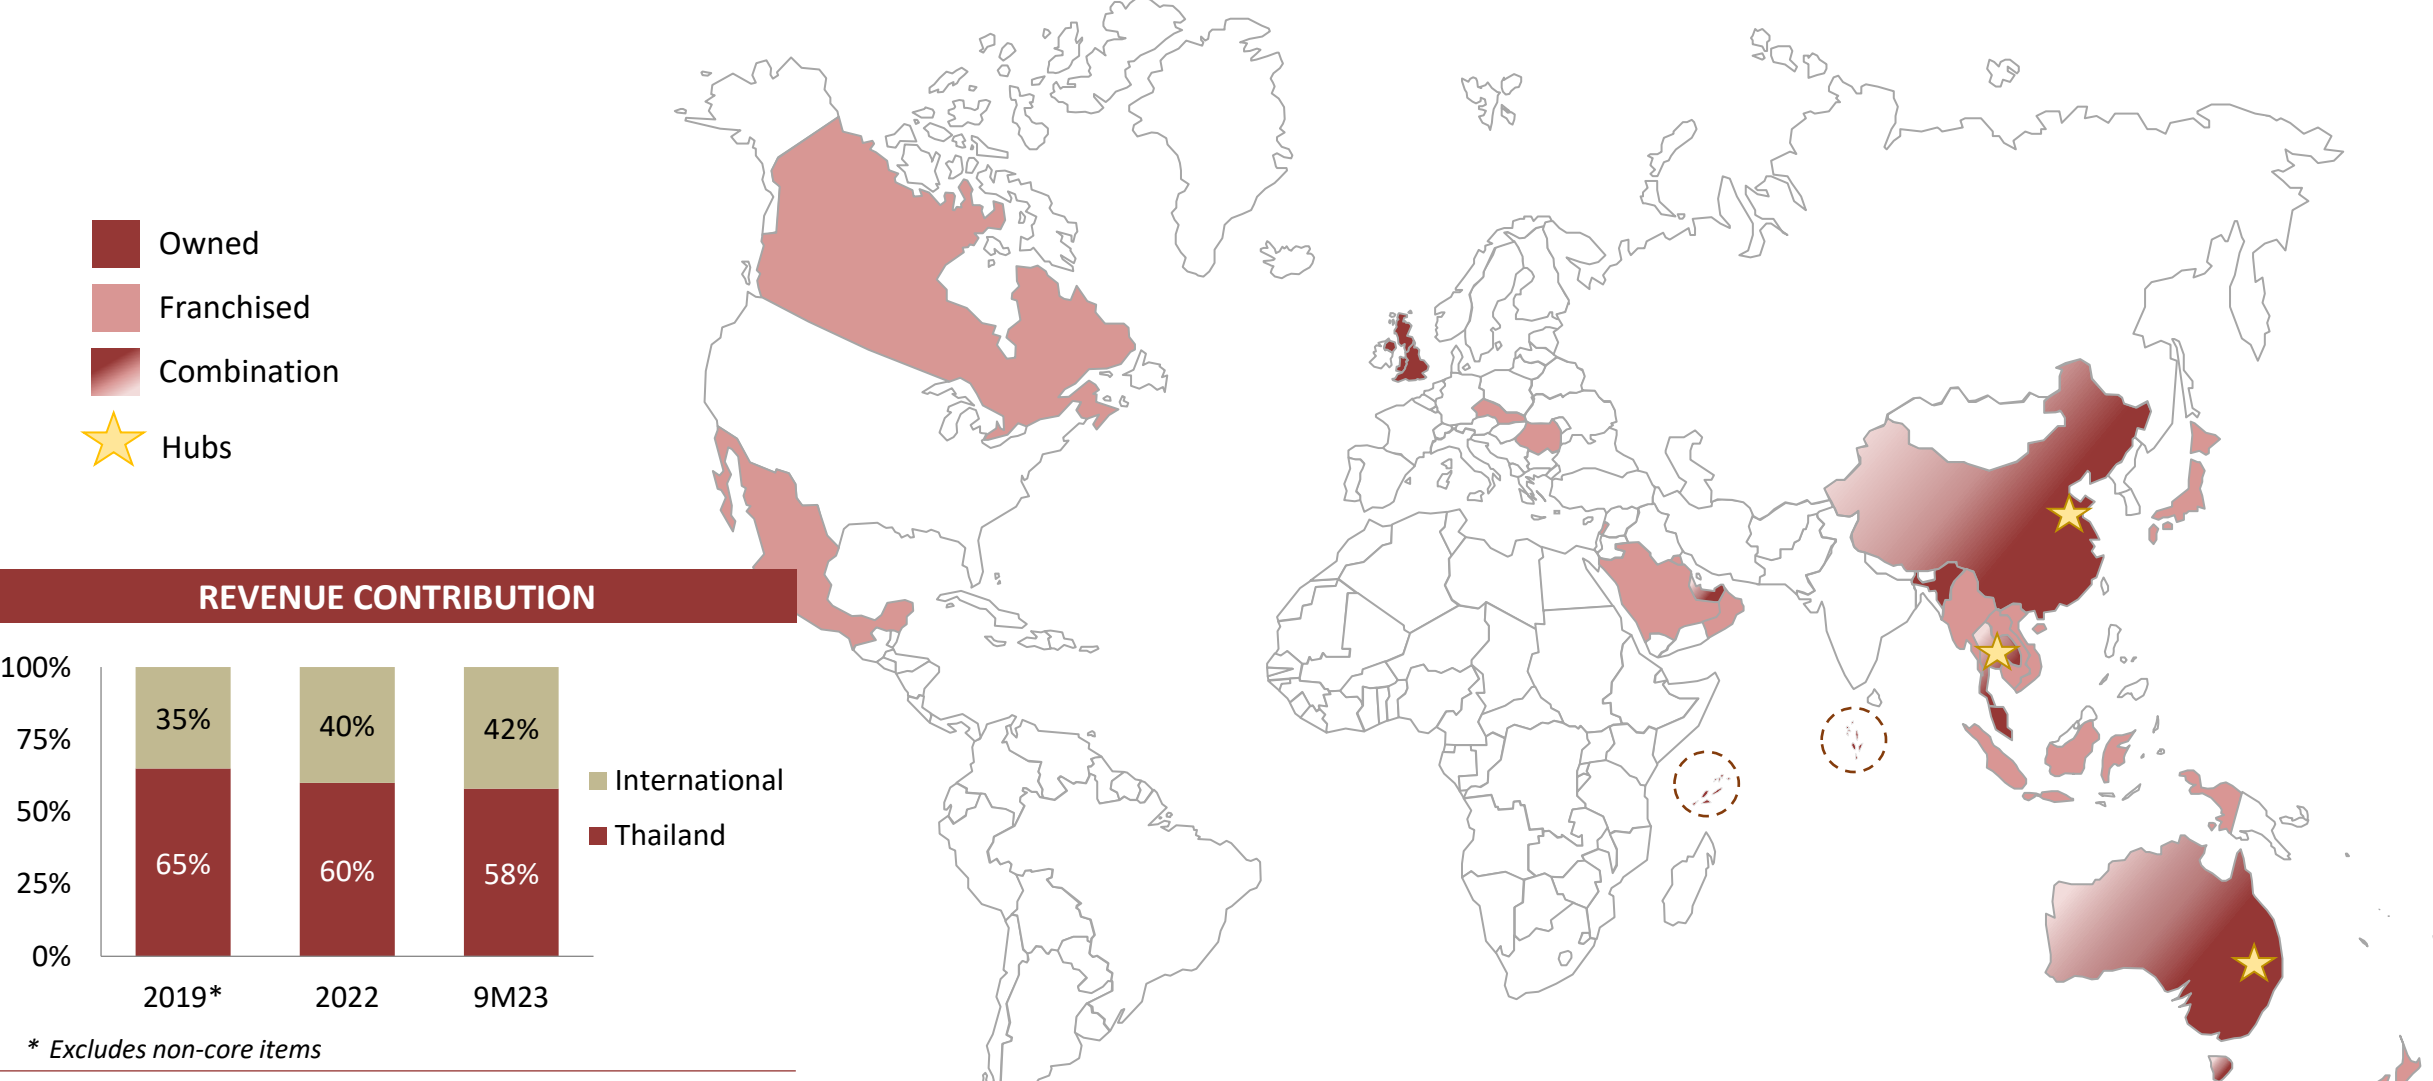 Owned
Franchised
Combination
Hubs
REVENUE CONTRIBUTION
100%
75%
50%
25%
0%
35%
40%
42%
65%
60%
58%
International
Thailand
2019*
2022
9M23
* Excludes non-core items